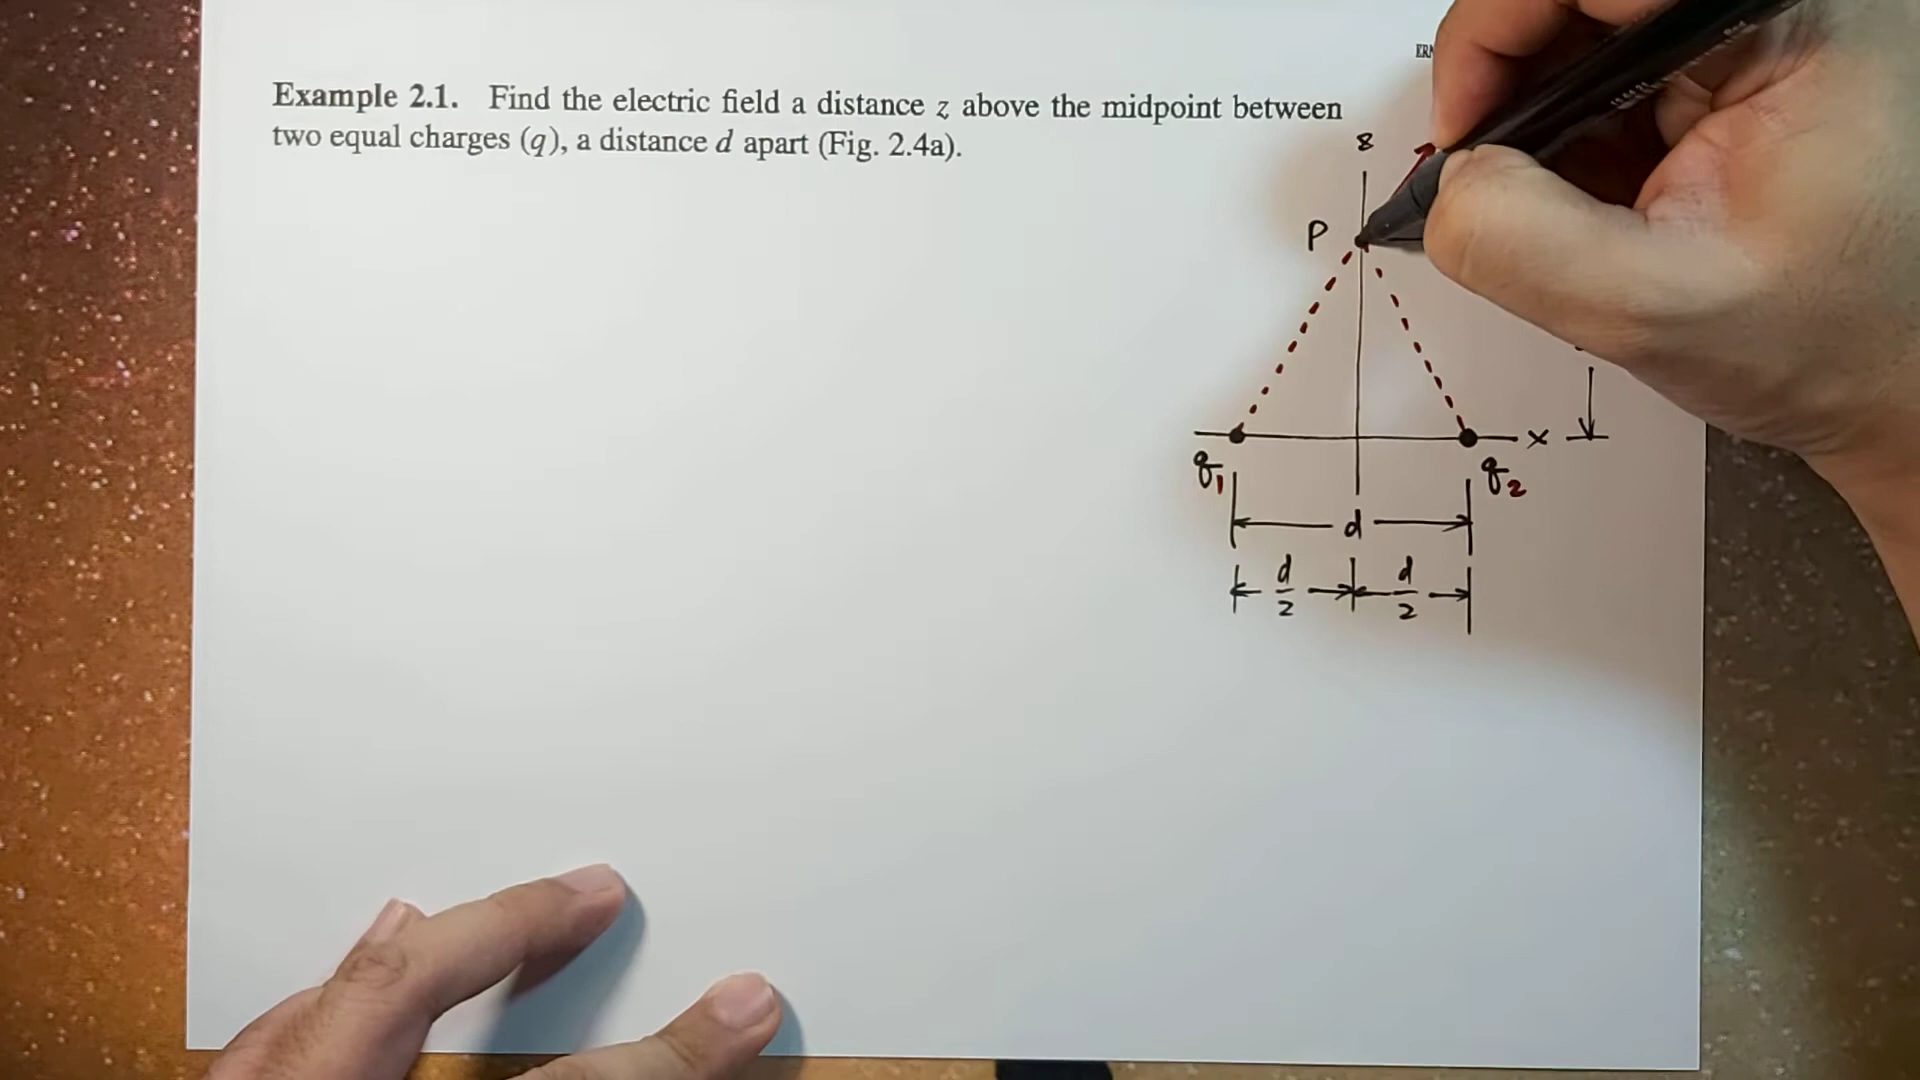 Example 2.1. Find the electric field a distance z above the midpoint between
two equal charges (q), a distance d apart (Fig. 2.4a).
z
P
x
q1
q2
d
d/2
d/2